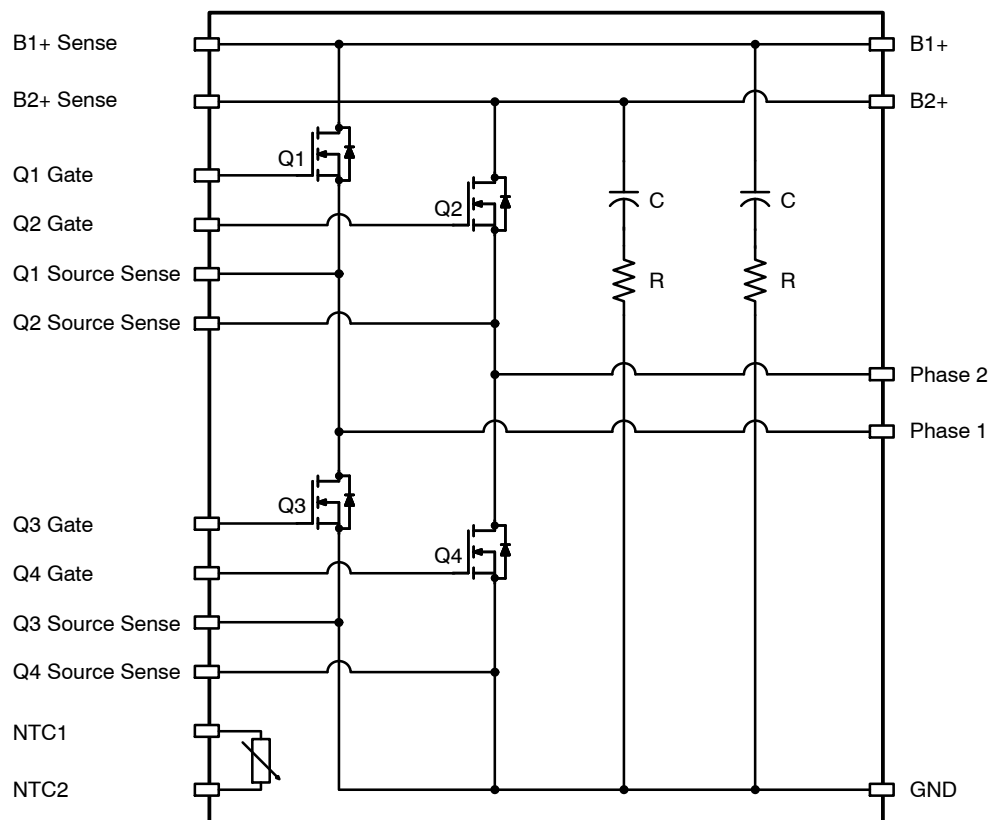 B1+ Sense
B1+
B2+ Sense
B2+
Q1
Q1 Gate
Q2
C
C
Q2 Gate
Q1 Source Sense
R
R
Q2 Source Sense
Phase 2
Phase 1
Q3
Q3 Gate
Q4
Q4 Gate
Q3 Source Sense
Q4 Source Sense
NTC1
NTC2
GND